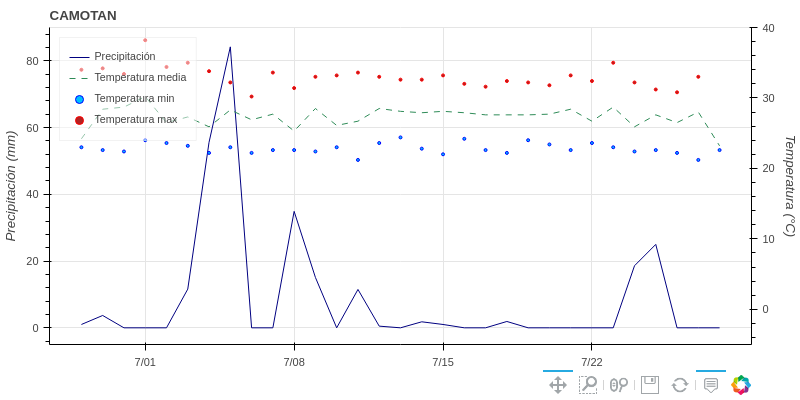 CAMOTAN
Precipitación
Temperatura media
Temperatura min
Temperatura max
Precipitación (mm)
80
60
40
20
0
Temperatura (°C)
40
30
20
10
0
7/01
7/08
7/15
7/22